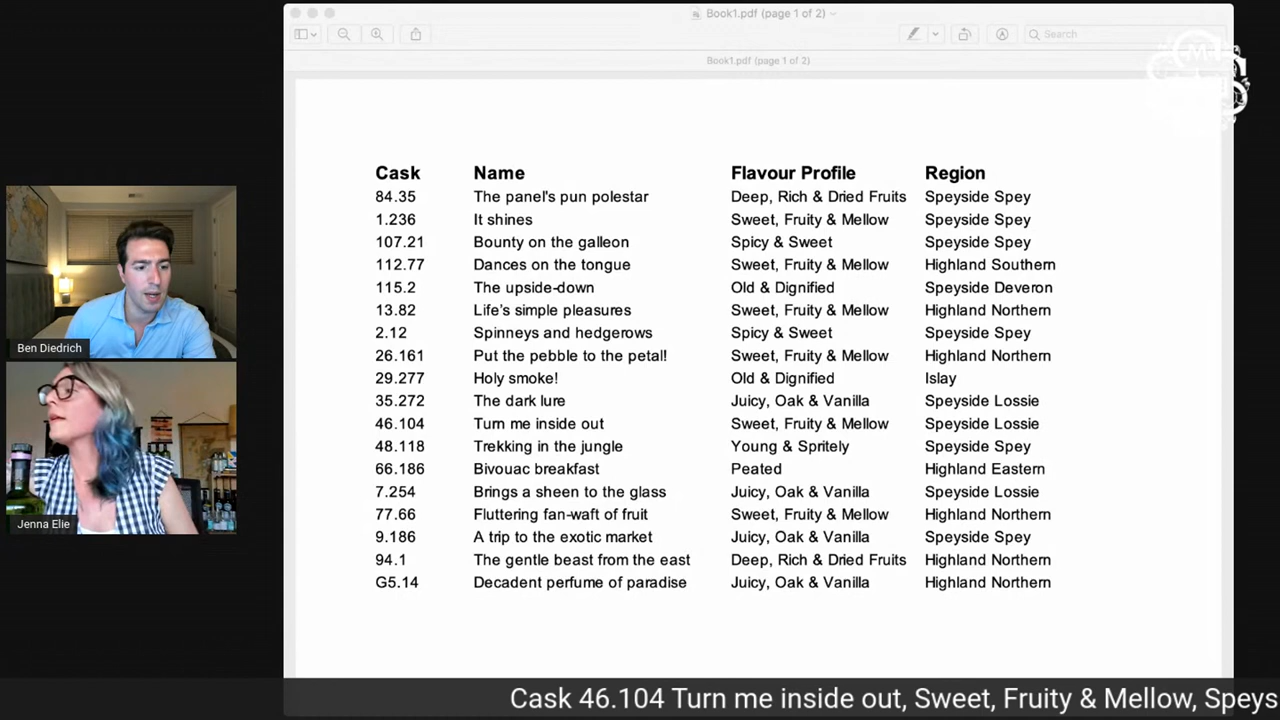 Book1.pdf (page 1 of 2)
Search
Book1.pdf (page 1 of 2)
Cask Name Flavour Profile Region
84.35 The panel's pun polestar Deep, Rich & Dried Fruits Speyside Spey
1.236 It shines Sweet, Fruity & Mellow Speyside Spey
107.21 Bounty on the galleon Spicy & Sweet Speyside Spey
112.77 Dances on the tongue Sweet, Fruity & Mellow Highland Southern
115.2 The upside-down Old & Dignified Speyside Deveron
13.82 Life's simple pleasures Sweet, Fruity & Mellow Highland Northern
2.12 Spinneys and hedgerows Spicy & Sweet Speyside Spey
26.161 Put the pebble to the petal! Sweet, Fruity & Mellow Highland Northern
29.277 Holy smoke! Old & Dignified Islay
35.272 The dark lure Juicy, Oak & Vanilla Speyside Lossie
46.104 Turn me inside out Sweet, Fruity & Mellow Speyside Lossie
48.118 Trekking in the jungle Young & Spritely Speyside Spey
66.186 Bivouac breakfast Peated Highland Eastern
7.254 Brings a sheen to the glass Juicy, Oak & Vanilla Speyside Lossie
77.66 Fluttering fan-waft of fruit Sweet, Fruity & Mellow Highland Northern
9.186 A trip to the exotic market Juicy, Oak & Vanilla Speyside Spey
94.1 The gentle beast from the east Deep, Rich & Dried Fruits Highland Northern
G5.14 Decadent perfume of paradise Juicy, Oak & Vanilla Highland Northern
Ben Diedrich
Jenna Elie
Cask 46.104 Turn me inside out, Sweet, Fruity & Mellow, Speys